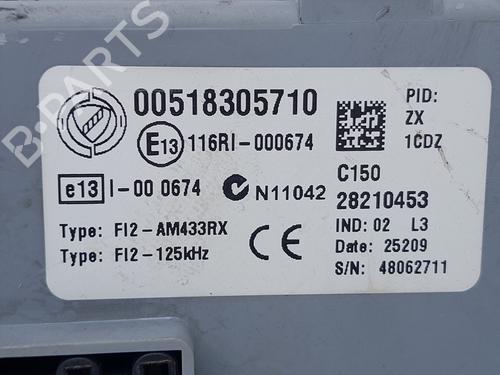 B-PARTS
00518305710
E13 116RI-000674
e13 I-00 0674
N11042
Type: FI2-AM433RX
Type: FI2-125kHz
CE
PID:
ZX
1CDZ
C150
28210453
IND: 02 L3
Date: 25209
S/N: 48062711